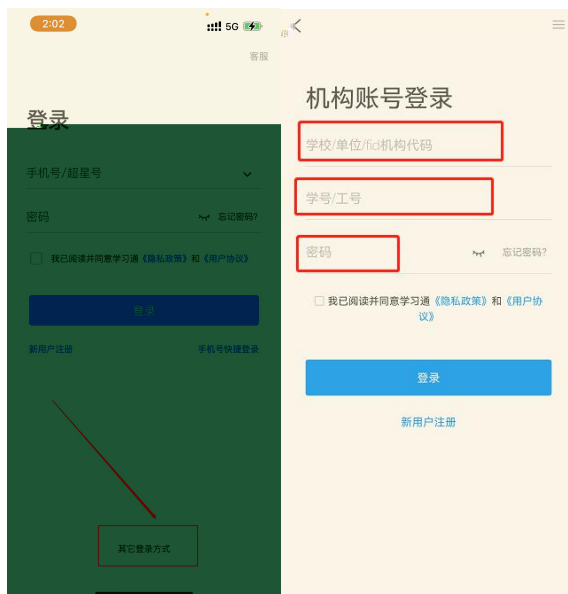 2:02
5G
客服
登录
手机号/超星号
密码
忘记密码?
我已阅读并同意学习通《隐私政策》和《用户协议》
登录
新用户注册
手机号快捷登录
其它登录方式
机构账号登录
学校/单位/fid机构代码
学号/工号
密码
忘记密码?
我已阅读并同意学习通《隐私政策》和《用户协
议》
登录
新用户注册